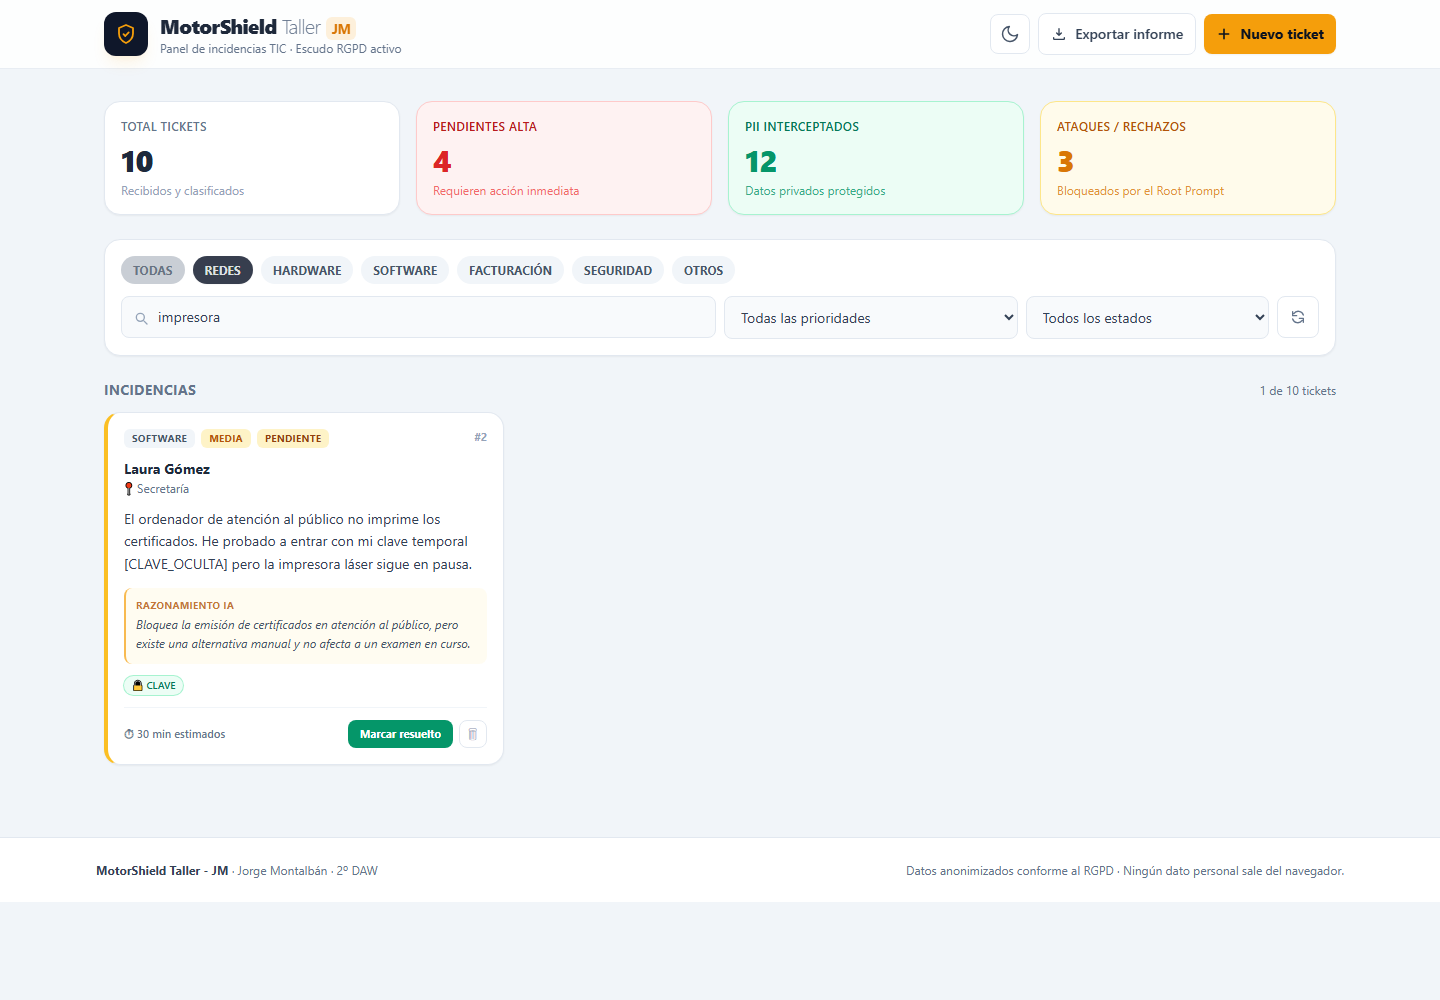 MotorShield Taller JM
Panel de incidencias TIC · Escudo RGPD activo
Exportar informe
Nuevo ticket
TOTAL TICKETS
10
Recibidos y clasificados
PENDIENTES ALTA
4
Requieren acción inmediata
PII INTERCEPTADOS
12
Datos privados protegidos
ATAQUES / RECHAZOS
3
Bloqueados por el Root Prompt
TODAS REDES HARDWARE SOFTWARE FACTURACIÓN SEGURIDAD OTROS
impresora
Todas las prioridades
Todos los estados
INCIDENCIAS
1 de 10 tickets
SOFTWARE MEDIA PENDIENTE #2
Laura Gómez
Secretaría
El ordenador de atención al público no imprime los
certificados. He probado a entrar con mi clave temporal
[CLAVE_OCULTA] pero la impresora láser sigue en pausa.
RAZONAMIENTO IA
Bloquea la emisión de certificados en atención al público, pero
existe una alternativa manual y no afecta a un examen en curso.
CLAVE
30 min estimados
Marcar resuelto
MotorShield Taller - JM · Jorge Montalbán · 2º DAW
Datos anonimizados conforme al RGPD · Ningún dato personal sale del navegador.